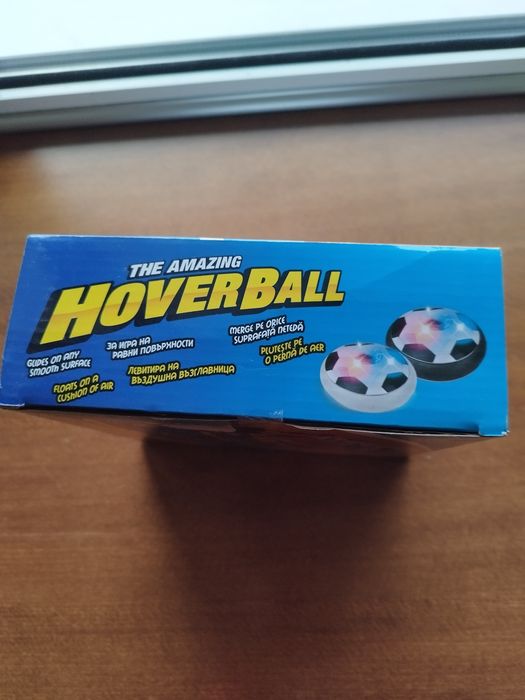 THE AMAZING
HOVERBALL
GLIDES ON ANY
SMOOTH SURFACE
FLOATS ON A
CUSHION OF AIR
ЗА ИГРА НА
РАВНИ ПОВЪРХНОСТИ
ЛЕВИТИРА НА
ВЪЗДУШНА ВЪЗГЛАВНИЦА
MERGE PE ORICE
SUPRAFAȚĂ NETEDĂ
PLUTEȘTE PE
O PERNĂ DE AER